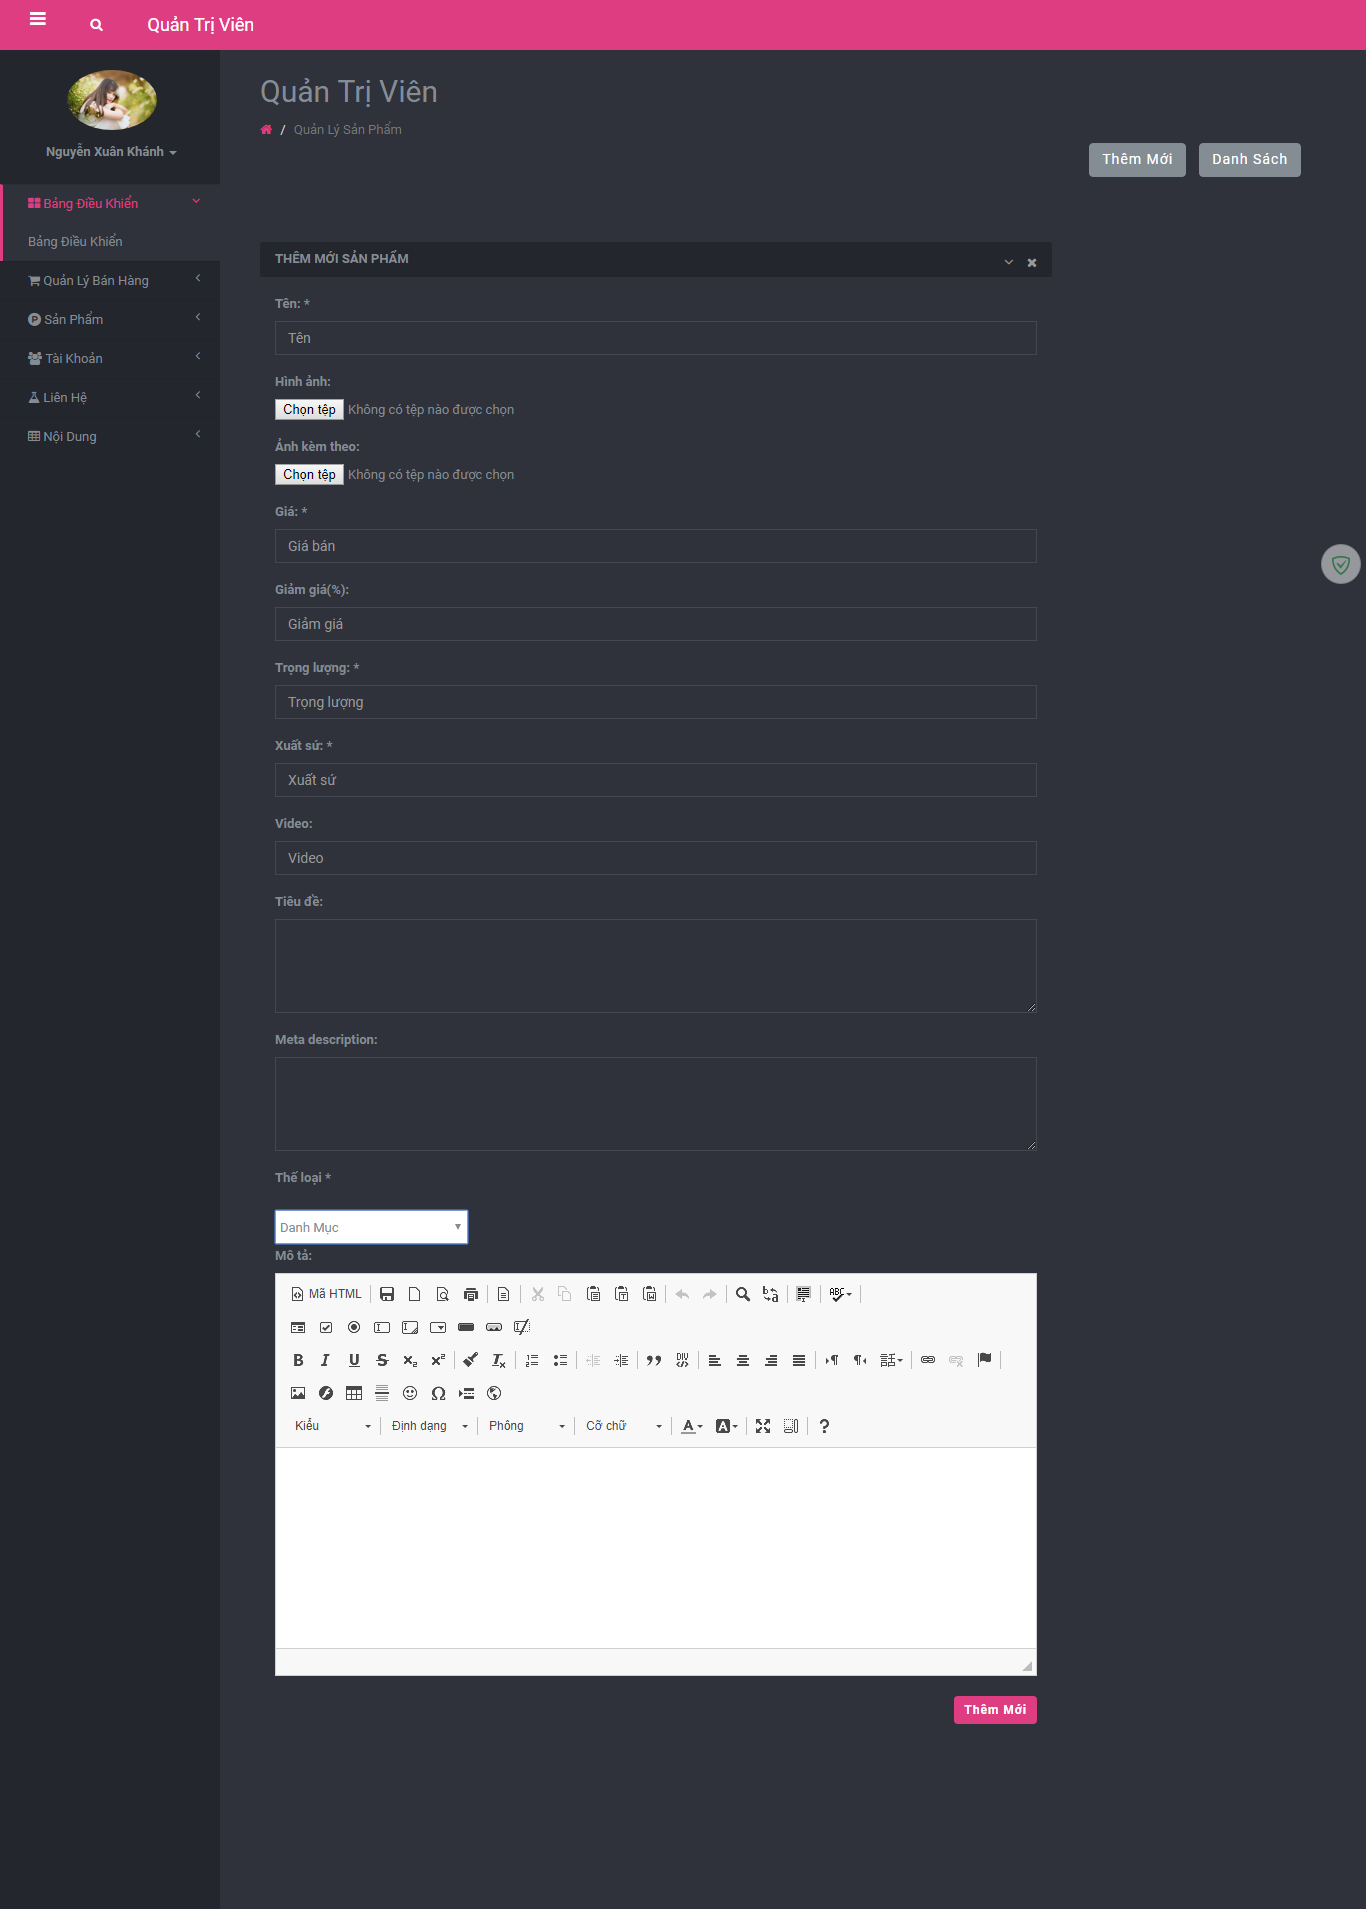 Quản Trị Viên
Nguyễn Xuân Khánh
Bảng Điều Khiển
Bảng Điều Khiển
Quản Lý Bán Hàng
Sản Phẩm
Tài Khoản
Liên Hệ
Nội Dung
Quản Trị Viên
/ Quản Lý Sản Phẩm
Thêm Mới
Danh Sách
THÊM MỚI SẢN PHẨM
Tên: *
Tên
Hình ảnh:
Chọn tệp Không có tệp nào được chọn
Ảnh kèm theo:
Chọn tệp Không có tệp nào được chọn
Giá: *
Giá bán
Giảm giá(%):
Giảm giá
Trọng lượng: *
Trọng lượng
Xuất sứ: *
Xuất sứ
Video:
Video
Tiêu đề:
Meta description:
Thể loại *
Danh Mục
Mô tả:
Mã HTML
Kiểu
Định dạng
Phông
Cỡ chữ
Thêm Mới